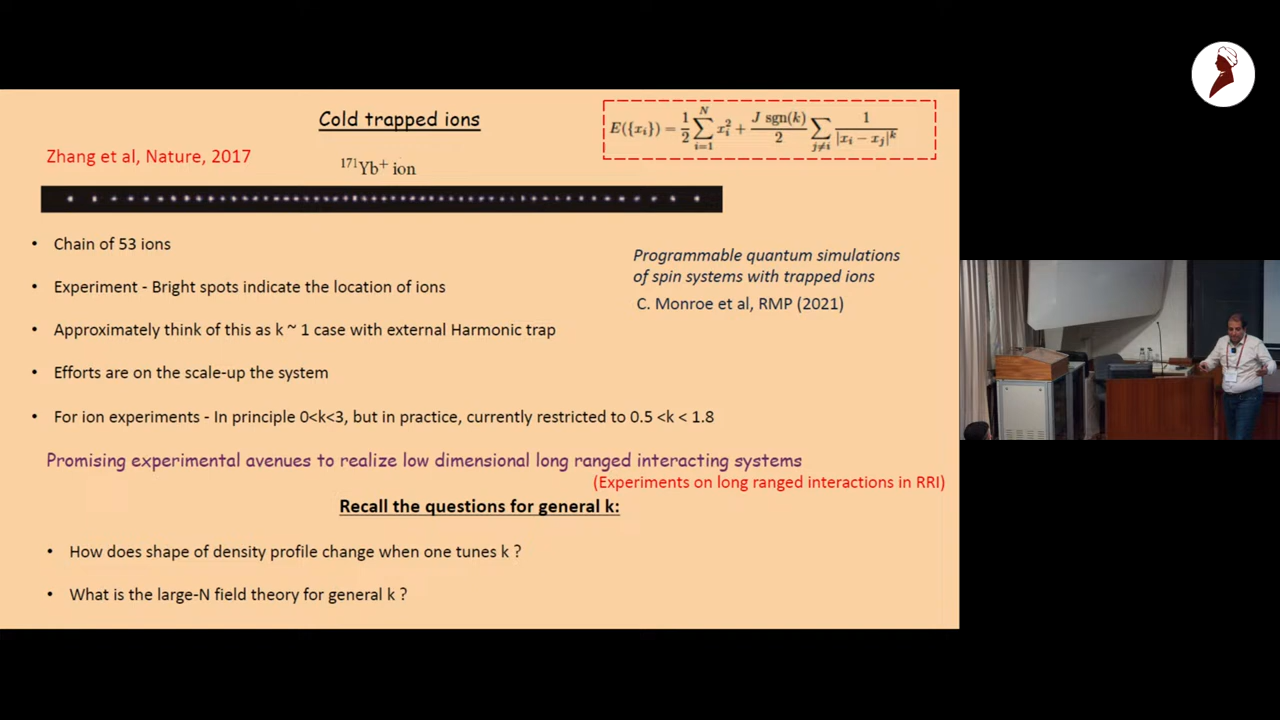 Cold trapped ions
E({x_i}) = \frac{1}{2} \sum_{i=1}^{N} x_i^2 + \frac{J sgn(k)}{2} \sum_{j≠i} \frac{1}{|x_i − x_j|^k}
Zhang et al, Nature, 2017
¹⁷¹Yb⁺ ion
• Chain of 53 ions
Programmable quantum simulations
of spin systems with trapped ions
• Experiment - Bright spots indicate the location of ions
C. Monroe et al, RMP (2021)
• Approximately think of this as k ~ 1 case with external Harmonic trap
• Efforts are on the scale-up the system
• For ion experiments - In principle 0<k<3, but in practice, currently restricted to 0.5 <k < 1.8
Promising experimental avenues to realize low dimensional long ranged interacting systems
(Experiments on long ranged interactions in RRI)
Recall the questions for general k:
• How does shape of density profile change when one tunes k ?
• What is the large-N field theory for general k ?